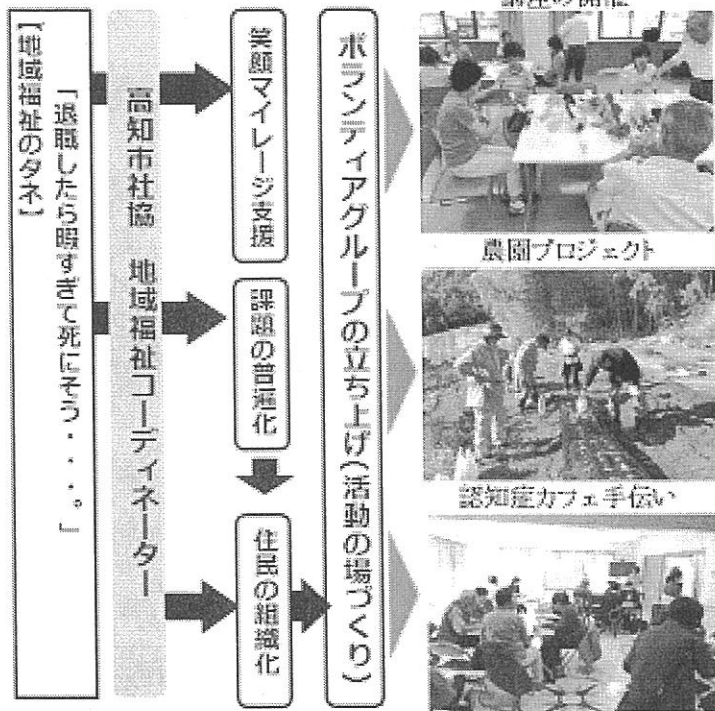 【地域福祉のタネ】
「退職したら暇すぎて死にそう・・・。」
高知市社協 地域福祉コーディネーター
笑顔マイレージ支援
課題の普遍化
住民の組織化
ボランティアグループの立ち上げ(活動の場づくり)
講座の開催
農園プロジェクト
認知症カフェ手伝い